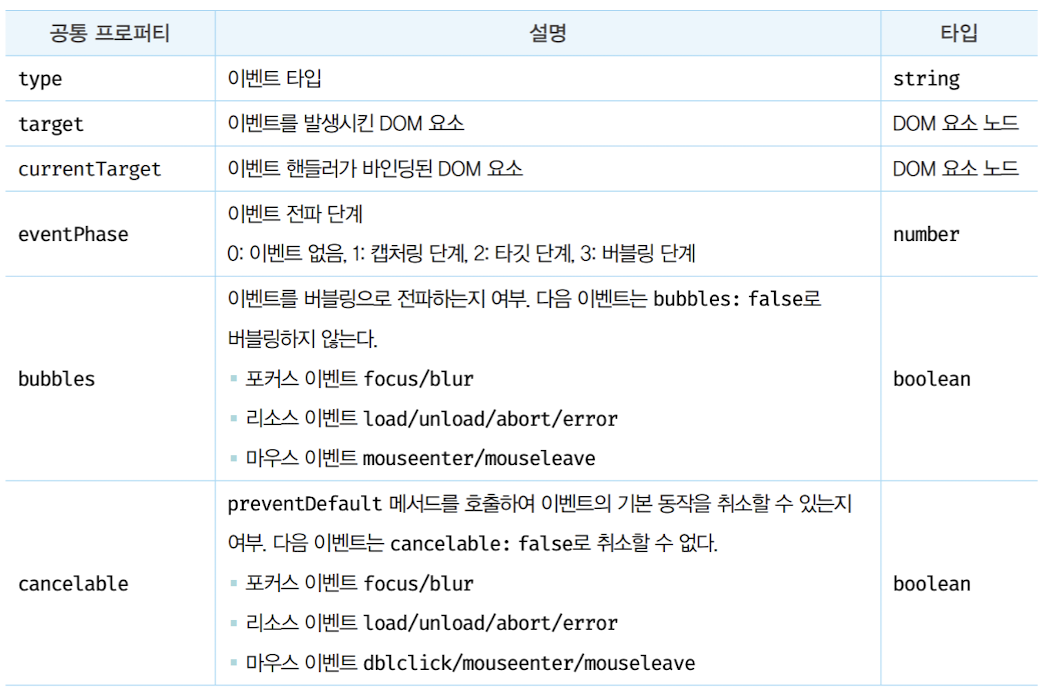 공통 프로퍼티 설명 타입
type 이벤트 타입 string
target 이벤트를 발생시킨 DOM 요소 DOM 요소 노드
currentTarget 이벤트 핸들러가 바인딩된 DOM 요소 DOM 요소 노드
이벤트 전파 단계
eventPhase number
0: 이벤트 없음, 1: 캡처링 단계, 2: 타깃 단계, 3: 버블링 단계
이벤트를 버블링으로 전파하는지 여부. 다음 이벤트는 bubbles: false로
버블링하지 않는다.
bubbles ▪ 포커스 이벤트 focus/blur boolean
▪ 리소스 이벤트 load/unload/abort/error
▪ 마우스 이벤트 mouseenter/mouseleave
preventDefault 메서드를 호출하여 이벤트의 기본 동작을 취소할 수 있는지
여부. 다음 이벤트는 cancelable: false로 취소할 수 없다.
cancelable ▪ 포커스 이벤트 focus/blur boolean
▪ 리소스 이벤트 load/unload/abort/error
▪ 마우스 이벤트 dblclick/mouseenter/mouseleave